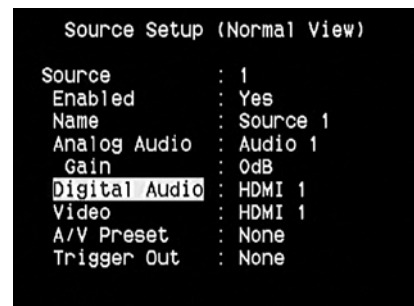 Source Setup (Normal View)
Source : 1
Enabled : Yes
Name : Source 1
Analog Audio : Audio 1
Gain : 0dB
Digital Audio : HDMI 1
Video : HDMI 1
A/V Preset : None
Trigger Out : None